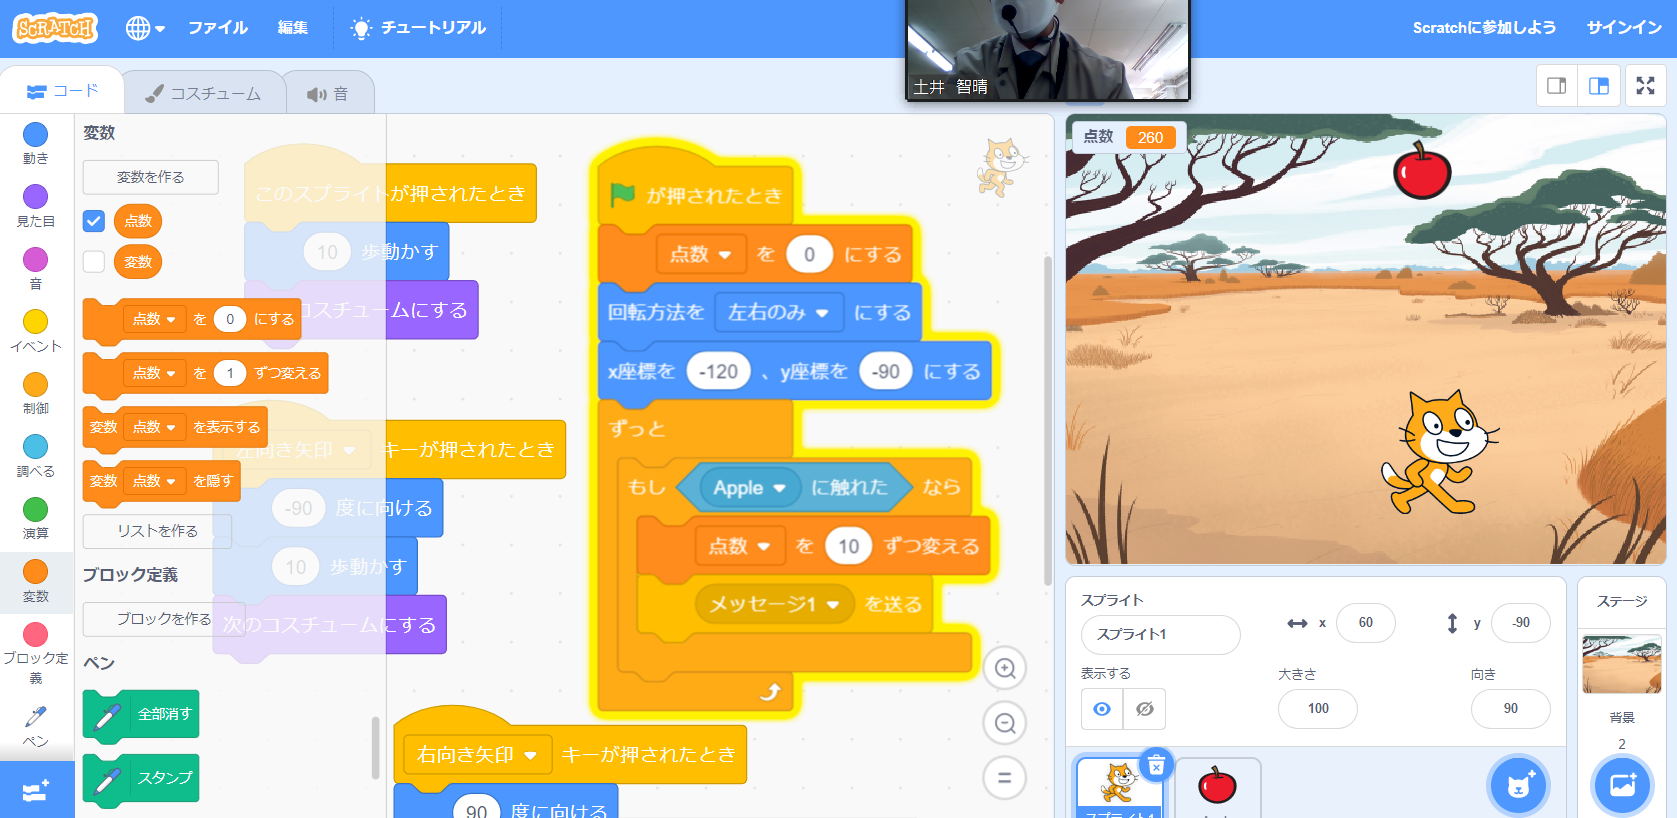 SCRATCH
ファイル
編集
チュートリアル
土井 智晴
Scratchに参加しよう
サインイン
コード
コスチューム
音
動き
見た目
音
イベント
制御
調べる
演算
変数
ブロック定
義
ペン
変数
変数を作る
点数
変数
点数 を 0 にする
点数 を 1 ずつ変える
変数 点数 を表示する
変数 点数 を隠す
リストを作る
ブロック定義
ブロックを作る
ペン
全部消す
スタンプ
このスプライトが押されたとき
10 歩動かす
コスチュームにする
左向き矢印 キーが押されたとき
-90 度に向ける
10 歩動かす
次のコスチュームにする
が押されたとき
点数 を 0 にする
回転方法を 左右のみ にする
x座標を -120 、y座標を -90 にする
ずっと
もし Apple に触れた なら
点数 を 10 ずつ変える
メッセージ1 を送る
右向き矢印 キーが押されたとき
90 度に向ける
点数 260
スプライト
スプライト1
x 60
y -90
表示する
大きさ
100
向き
90
スプライト1
ステージ
背景
2